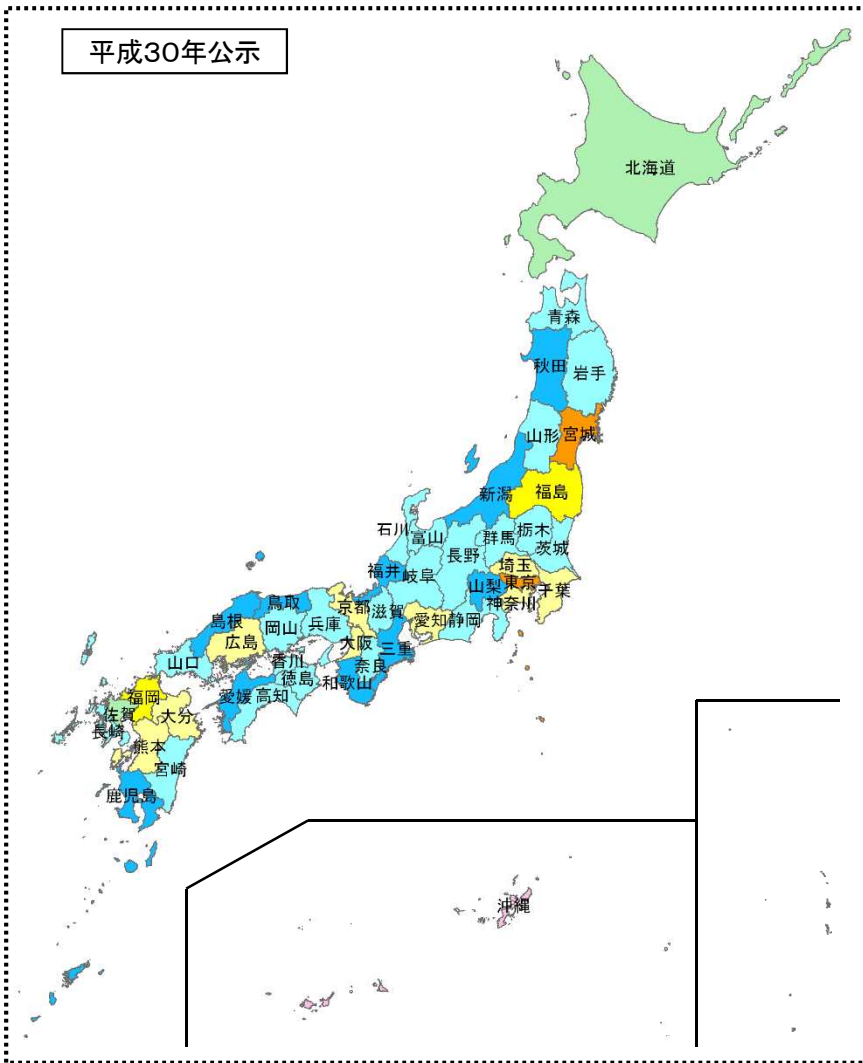 平成30年公示
北海道
青森
秋田
岩手
山形
宮城
新潟
福島
石川
富山
長野
群馬
栃木
茨城
福井
岐阜
山梨
埼玉
東京
神奈川
千葉
鳥取
島根
岡山
兵庫
京都
滋賀
愛知
静岡
広島
大阪
三重
奈良
山口
香川
徳島
和歌山
愛媛
高知
福岡
佐賀
大分
長崎
熊本
宮崎
鹿児島
沖縄